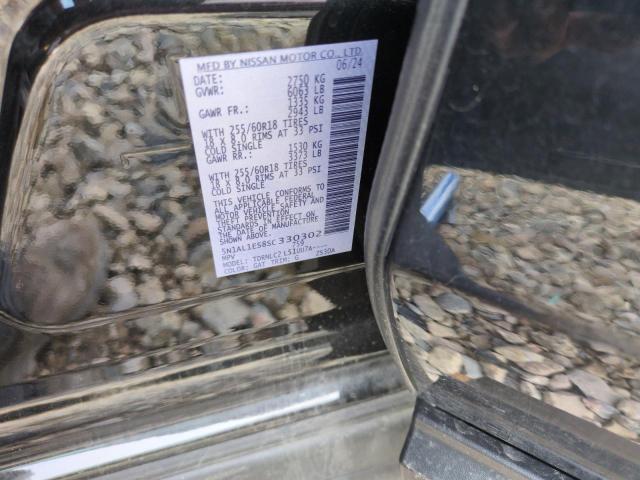 MFD BY NISSAN MOTOR CO., LTD.
DATE: 06/24
GVWR: 2750 KG
6063 LB
GAWR FR.: 1335 KG
2943 LB
WITH 255/60R18 TIRES
18 X 8.0 RIMS AT 33 PSI
COLD SINGLE
GAWR RR.: 1530 KG
3373 LB
WITH 255/60R18 TIRES
18 X 8.0 RIMS AT 33 PSI
COLD SINGLE
THIS VEHICLE CONFORMS TO
ALL APPLICABLE FEDERAL
MOTOR VEHICLE SAFETY AND
THEFT PREVENTION
STANDARDS IN EFFECT ON
THE DATE OF MANUFACTURE
SHOWN ABOVE.
5N1AL1ES8SC330302
MPV
MODEL: TDRNLC2
COLOR: GAT TRIM: G